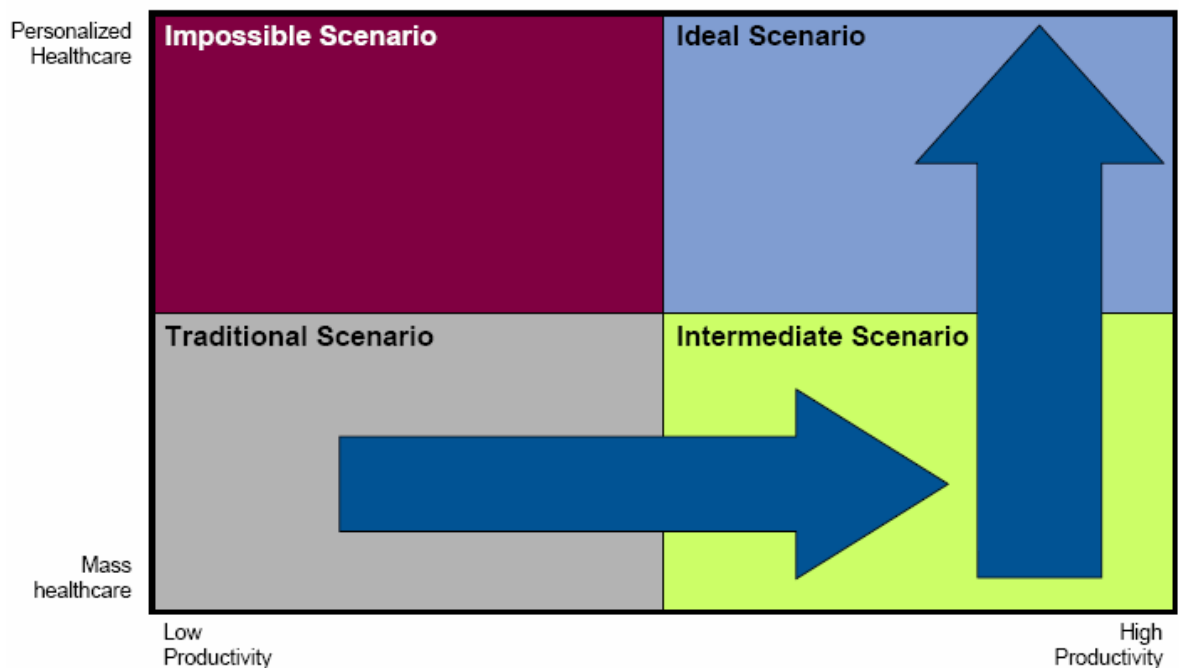 Personalized
Healthcare
Impossible Scenario
Ideal Scenario
Traditional Scenario
Intermediate Scenario
Mass
healthcare
Low
Productivity
High
Productivity